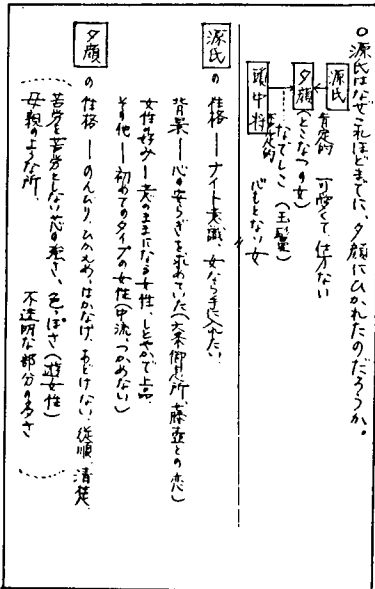 ○源氏はなぜこれほどまでに、夕顔にひかれたのだろうか。
源氏
肯定的 可愛くて仕方ない
夕顔(とこなつの女)
なでしこ(玉鬘)
頭中将
否定的 心もとない女
源氏の性格 ― ナイト意識、女なら手に入れたい
背景 ― 心の安らぎを求めていた(六条御息所、藤壺との恋)
女性の好み ― 意のままになる女性、しとやかで上品
その他 ― 初めてのタイプの女性(中流、つかめない)
夕顔の性格 ― のんびり、ひかえめ、はかなげ、あどけない、従順、清楚
苦労を苦労としない芯の強さ、色っぽさ(遊女性)
母親のような所、 不透明な部分の多さ